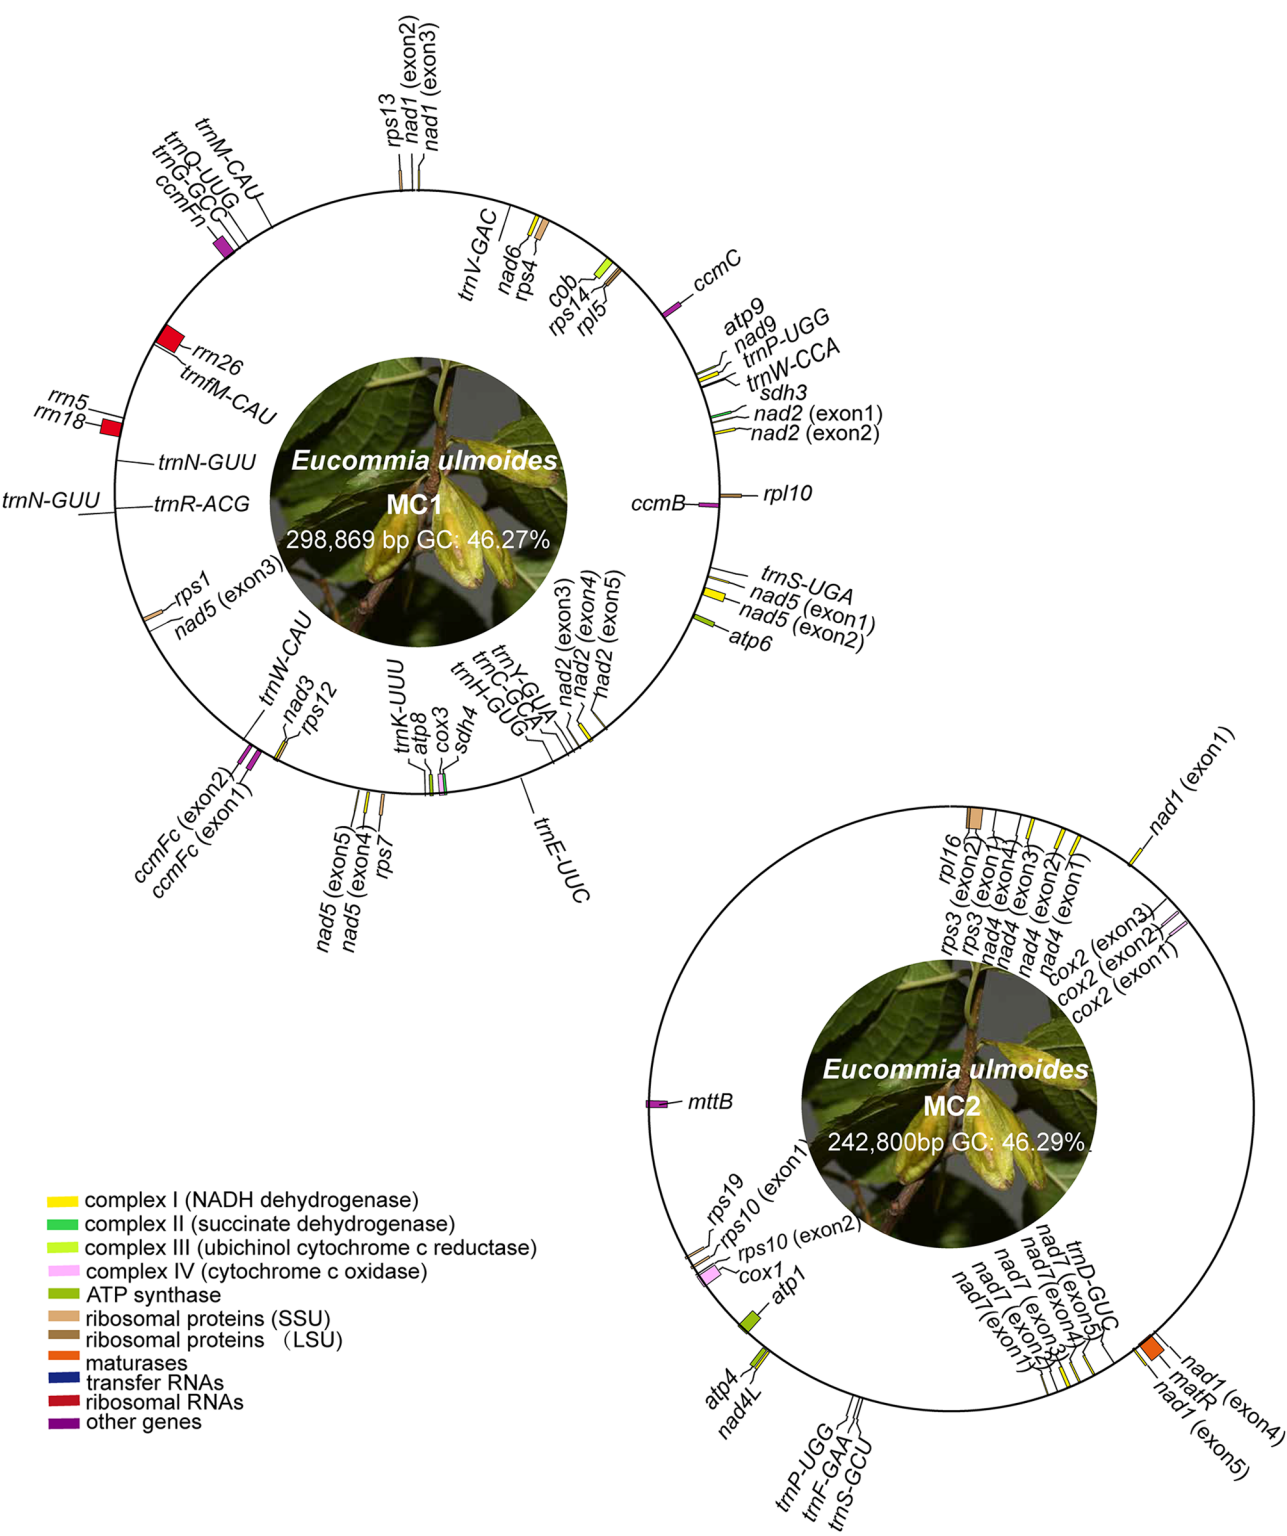 rps13
nad1 (exon2)
nad1 (exon3)
trnM-CAU
trnQ-UUG
trnG-GCC
ccmFn
trnV-GAC
nad6
rps4
cob
rps14
rpl5
ccmC
atp9
nad9
trnP-UGG
trnW-CCA
sdh3
nad2 (exon1)
nad2 (exon2)
rrn26
trnfM-CAU
rrn5
rrn18
trnN-GUU
trnN-GUU
trnR-ACG
Eucommia ulmoides
MC1
298,869 bp GC: 46.27%
ccmB
rpl10
trnS-UGA
nad5 (exon1)
nad5 (exon2)
atp6
rps1
nad5 (exon3)
trnW-CAU
nad3
rps12
trnK-UUU
atp8
cox3
sdh4
trnH-GUG
trnC-GCA
trnY-GUA
nad2 (exon3)
nad2 (exon4)
nad2 (exon5)
ccmFc (exon2)
ccmFc (exon1)
nad5 (exon5)
nad5 (exon4)
rps7
trnE-UUC
nad1 (exon1)
rpl16
rps3 (exon2)
rps3 (exon1)
nad4 (exon4)
nad4 (exon3)
nad4 (exon2)
nad4 (exon1)
cox2 (exon3)
cox2 (exon2)
cox2 (exon1)
Eucommia ulmoides
MC2
242,800bp GC: 46.29%
mttB
rps19
rps10 (exon1)
rps10 (exon2)
cox1
atp1
atp4
nad4L
trnP-UGG
trnF-GAA
trnS-GCU
nad7(exon1)
nad7 (exon2)
nad7 (exon3)
nad7(exon4)
nad7 (exon5)
trnD-GUC
nad1 (exon4)
matR
nad1 (exon5)
complex I (NADH dehydrogenase)
complex II (succinate dehydrogenase)
complex III (ubichinol cytochrome c reductase)
complex IV (cytochrome c oxidase)
ATP synthase
ribosomal proteins (SSU)
ribosomal proteins （LSU)
maturases
transfer RNAs
ribosomal RNAs
other genes